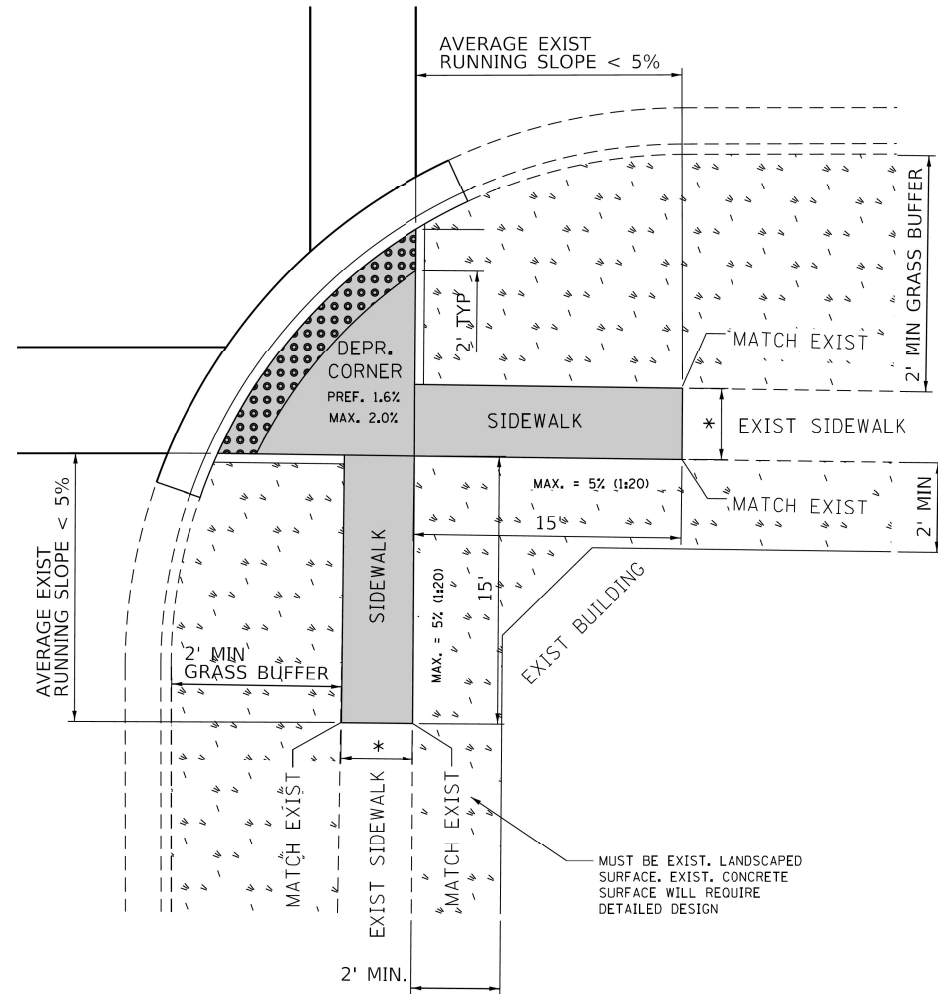 AVERAGE EXIST
RUNNING SLOPE < 5%
2' MIN GRASS BUFFER
2' TYP
DEPR.
CORNER
PREF. 1.6%
MAX. 2.0%
MATCH EXIST
SIDEWALK
*
EXIST SIDEWALK
MATCH EXIST
MAX. = 5% (1:20)
15'
2' MIN
AVERAGE EXIST
RUNNING SLOPE < 5%
SIDEWALK
MAX. = 5% (1:20)
15'
EXIST BUILDING
2' MIN
GRASS BUFFER
*
MATCH EXIST
EXIST SIDEWALK
MATCH EXIST
MUST BE EXIST. LANDSCAPED
SURFACE. EXIST. CONCRETE
SURFACE WILL REQUIRE
DETAILED DESIGN
2' MIN.